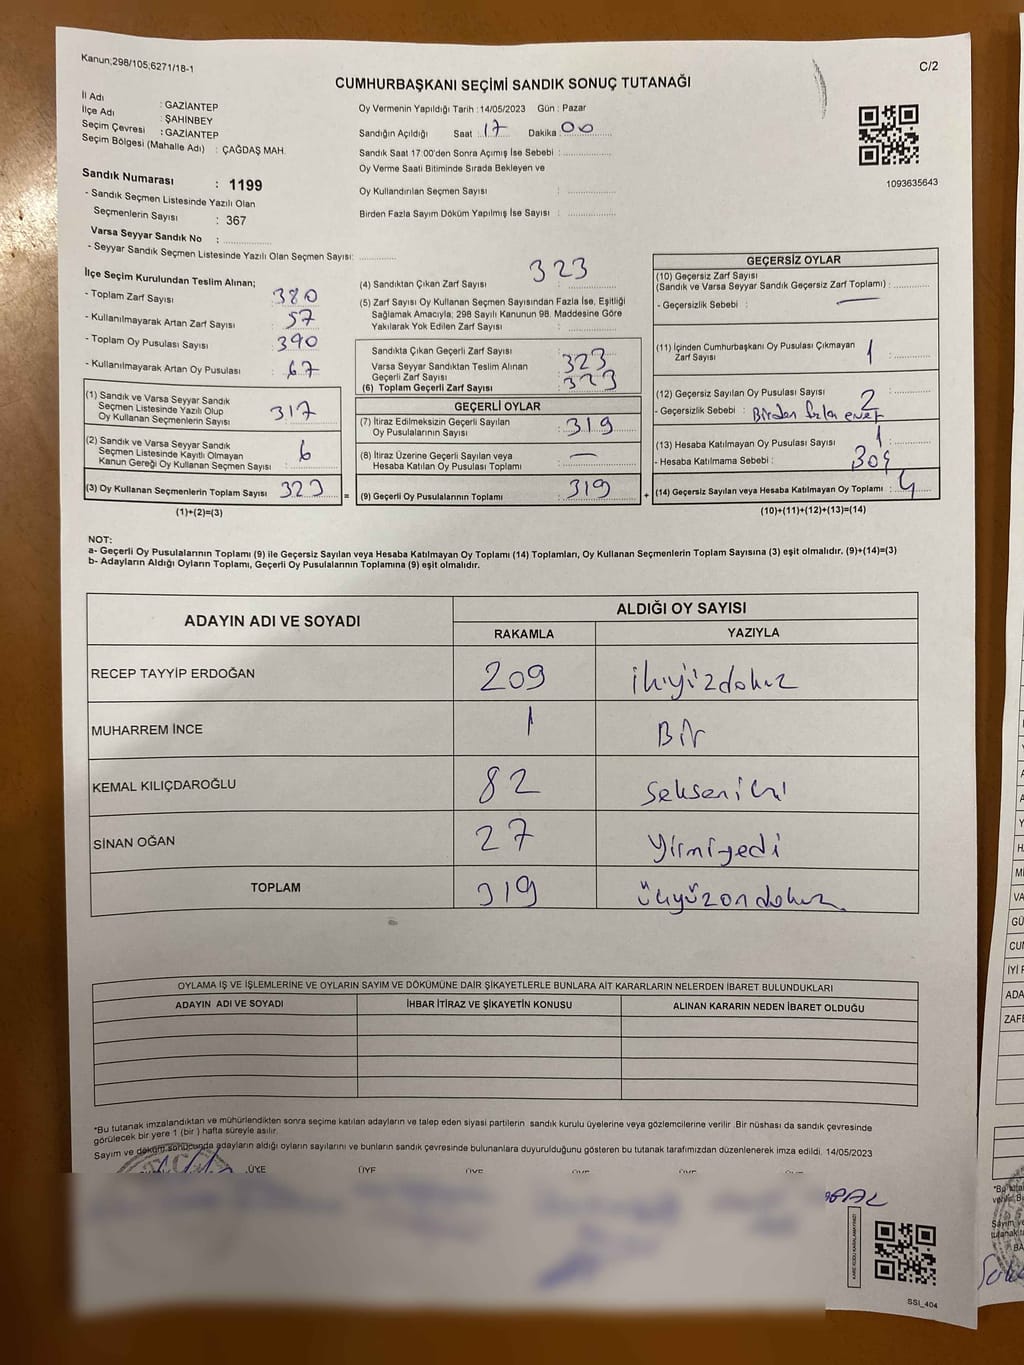 Kanun;298/105;6271/18-1
C/2
CUMHURBAŞKANI SEÇİMİ SANDIK SONUÇ TUTANAĞI
İl Adı : GAZİANTEP
İlçe Adı : ŞAHİNBEY
Seçim Çevresi : GAZİANTEP
Seçim Bölgesi (Mahalle Adı) : ÇAĞDAŞ MAH.
Sandık Numarası : 1199
- Sandık Seçmen Listesinde Yazılı Olan
Seçmenlerin Sayısı : 367
Varsa Seyyar Sandık No :
- Seyyar Sandık Seçmen Listesinde Yazılı Olan Seçmen Sayısı:
Oy Vermenin Yapıldığı Tarih : 14/05/2023 Gün : Pazar
Sandığın Açıldığı Saat : 17 Dakika 00
Sandık Saat 17:00'den Sonra Açımış İse Sebebi :
Oy Verme Saati Bitiminde Sırada Bekleyen ve
Oy Kullandırılan Seçmen Sayısı :
Birden Fazla Sayım Döküm Yapılmış İse Sayısı :
1093635643
İlçe Seçim Kurulundan Teslim Alınan;
- Toplam Zarf Sayısı : 380
- Kullanılmayarak Artan Zarf Sayısı : 57
- Toplam Oy Pusulası Sayısı : 390
- Kullanılmayarak Artan Oy Pusulası : 67
(1) Sandık ve Varsa Seyyar Sandık
Seçmen Listesinde Yazılı Olup
Oy Kullanan Seçmenlerin Sayısı : 317
(2) Sandık ve Varsa Seyyar Sandık
Seçmen Listesinde Kayıtlı Olmayan
Kanun Gereği Oy Kullanan Seçmen Sayısı : 6
(3) Oy Kullanan Seçmenlerin Toplam Sayısı : 323
(1)+(2)=(3)
=
(4) Sandıktan Çıkan Zarf Sayısı : 323
(5) Zarf Sayısı Oy Kullanan Seçmen Sayısından Fazla İse, Eşitliği
Sağlamak Amacıyla; 298 Sayılı Kanunun 98. Maddesine Göre
Yakılarak Yok Edilen Zarf Sayısı :
Sandıkta Çıkan Geçerli Zarf Sayısı : 323
Varsa Seyyar Sandıktan Teslim Alınan
Geçerli Zarf Sayısı :
(6) Toplam Geçerli Zarf Sayısı : 323
GEÇERLİ OYLAR
(7) İtiraz Edilmeksizin Geçerli Sayılan
Oy Pusulalarının Sayısı : 319
(8) İtiraz Üzerine Geçerli Sayılan veya
Hesaba Katılan Oy Pusulası Toplamı : —
(9) Geçerli Oy Pusulalarının Toplamı : 319
+
GEÇERSİZ OYLAR
(10) Geçersiz Zarf Sayısı
(Sandık ve Varsa Seyyar Sandık Geçersiz Zarf Toplamı) :
- Geçersizlik Sebebi : —
(11) İçinden Cumhurbaşkanı Oy Pusulası Çıkmayan
Zarf Sayısı : 1
(12) Geçersiz Sayılan Oy Pusulası Sayısı : 2
- Geçersizlik Sebebi : Birden fazla evet
(13) Hesaba Katılmayan Oy Pusulası Sayısı : 1
- Hesaba Katılmama Sebebi :
(14) Geçersiz Sayılan veya Hesaba Katılmayan Oy Toplamı : 4
(10)+(11)+(12)+(13)=(14)
NOT:
a- Geçerli Oy Pusulalarının Toplamı (9) ile Geçersiz Sayılan veya Hesaba Katılmayan Oy Toplamı (14) Toplamları, Oy Kullanan Seçmenlerin Toplam Sayısına (3) eşit olmalıdır. (9)+(14)=(3)
b- Adayların Aldığı Oyların Toplamı, Geçerli Oy Pusulalarının Toplamına (9) eşit olmalıdır.
ADAYIN ADI VE SOYADI
ALDIĞI OY SAYISI
RAKAMLA YAZIYLA
RECEP TAYYİP ERDOĞAN 209 ikiyüzdokuz
MUHARREM İNCE 1 Bir
KEMAL KILIÇDAROĞLU 82 Seksen iki
SİNAN OĞAN 27 Yirmiyedi
TOPLAM 319 üçyüzondokuz
OYLAMA İŞ VE İŞLEMLERİNE VE OYLARIN SAYIM VE DÖKÜMÜNE DAİR ŞİKAYETLERLE BUNLARA AİT KARARLARIN NELERDEN İBARET BULUNDUKLARI
ADAYIN ADI VE SOYADI İHBAR İTİRAZ VE ŞİKAYETİN KONUSU ALINAN KARARIN NEDEN İBARET OLDUĞU
*Bu tutanak imzalandıktan ve mühürlendikten sonra seçime katılan adayların ve talep eden siyasi partilerin sandık kurulu üyelerine veya gözlemcilerine verilir .Bir nüshası da sandık çevresinde
görülecek bir yere 1 (bir ) hafta süreyle asılır.
Sayım ve döküm sonucunda adayların aldığı oyların sayılarını ve bunların sandık çevresinde bulunanlara duyurulduğunu gösteren bu tutanak tarafımızdan düzenlenerek imza edildi. 14/05/2023
ÜYE ÜYE ÜYE ÜYE ÜYE
SSI_404